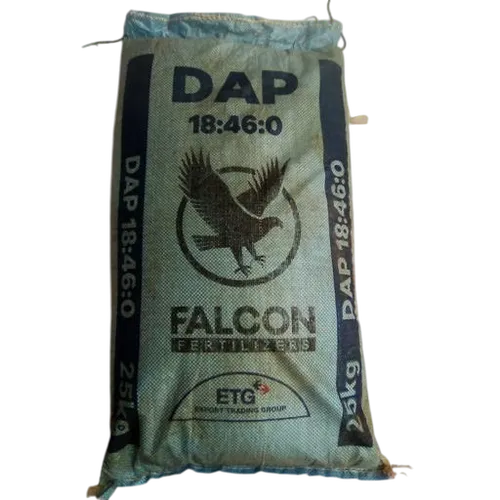 DAP
18:46:0
FALCON
FERTILIZERS
ETG
EXPORT TRADING GROUP
DAP 18:46:0
25kg
DAP 18:46:0
25kg